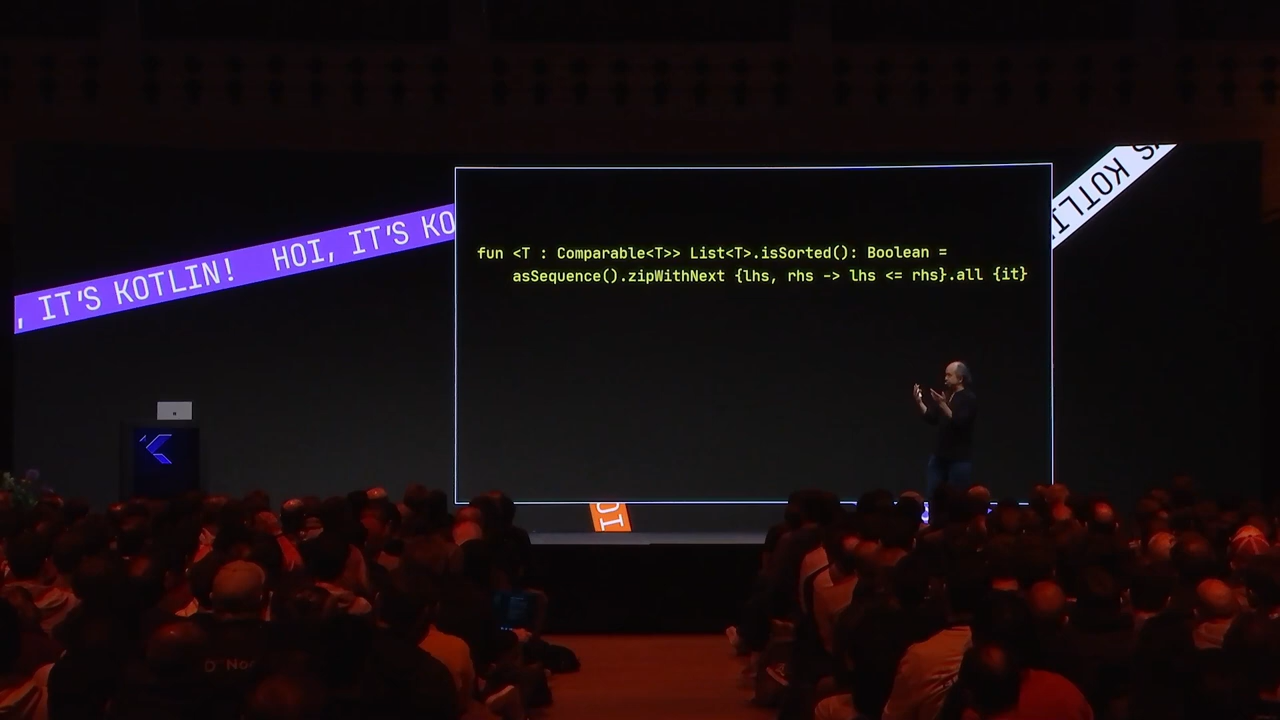 , IT'S KOTLIN! HOI, IT'S KO
fun <T : Comparable<T>> List<T>.isSorted(): Boolean =
asSequence().zipWithNext {lhs, rhs -> lhs <= rhs}.all {it}
'S KOTLI
OI